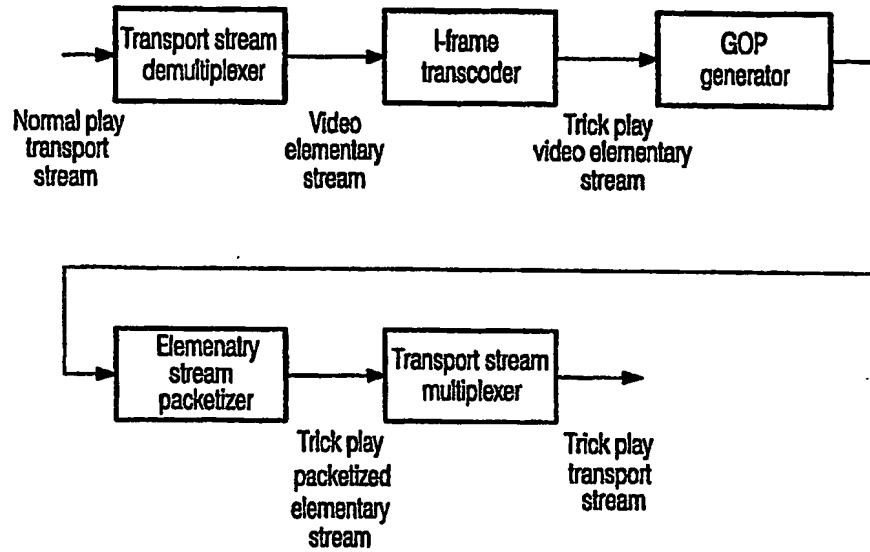 Transport stream
demultiplexer
I-frame
transcoder
GOP
generator
Normal play
transport
stream
Video
elementary
stream
Trick play
video elementary
stream
Elemenatry
stream
packetizer
Transport stream
multiplexer
Trick play
packetized
elementary
stream
Trick play
transport
stream